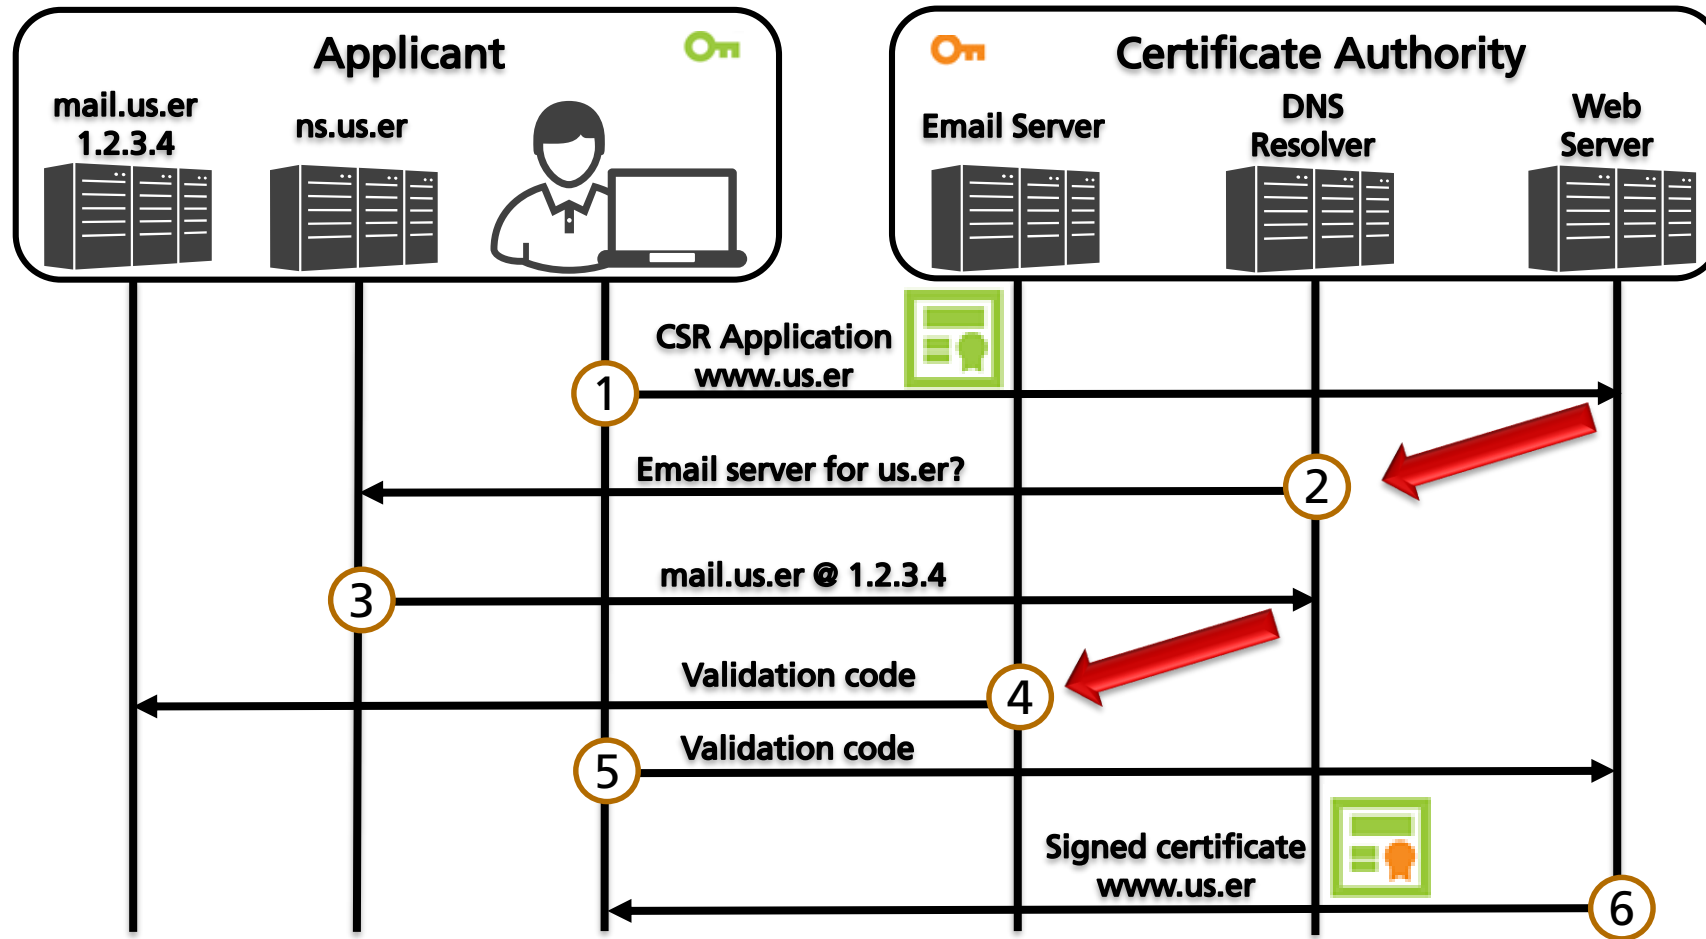 Applicant
Certificate Authority
mail.us.er
1.2.3.4
ns.us.er
Email Server
DNS
Resolver
Web
Server
CSR Application
www.us.er
1
Email server for us.er?
2
3
mail.us.er @ 1.2.3.4
Validation code
4
5
Validation code
Signed certificate
www.us.er
6